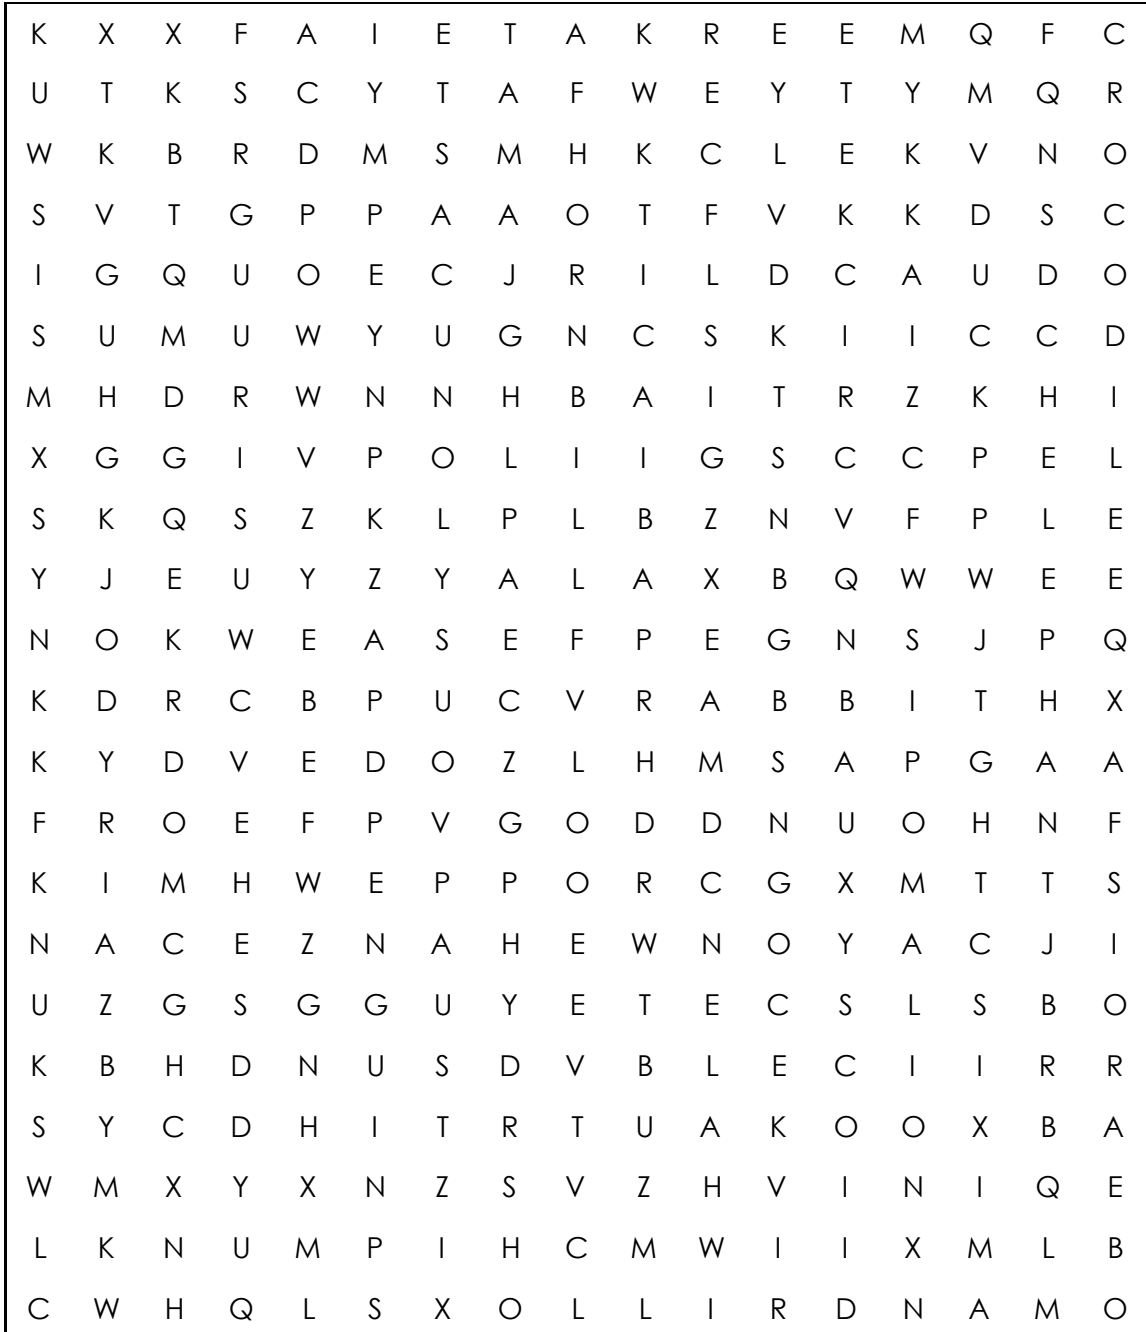 K X X F A I E T A K R E E M Q F C
U T K S C Y T A F W E Y T Y M Q R
W K B R D M S M H K C L E K V N O
S V T G P P A A O T F V K K D S C
I G Q U O E C J R I L D C A U D O
S U M U W Y U G N C S K I I C C D
M H D R W N N H B A I T R Z K H I
X G G I V P O L I I G S C C P E L
S K Q S Z K L P L B Z N V F P L E
Y J E U Y Z Y A L A X B Q W W E E
N O K W E A S E F P E G N S J P Q
K D R C B P U C V R A B B I T H X
K Y D V E D O Z L H M S A P G A A
F R O E F P V G O D D N U O H N F
K I M H W E P P O R C G X M T T S
N A C E Z N A H E W N O Y A C J I
U Z G S G G U Y E T E C S L S B O
K B H D N U S D V B L E C I I R R
S Y C D H I T R T U A K O O X B A
W M X Y X N Z S V Z H V I N I Q E
L K N U M P I H C M W I I X M L B
C W H Q L S X O L L I R D N A M O